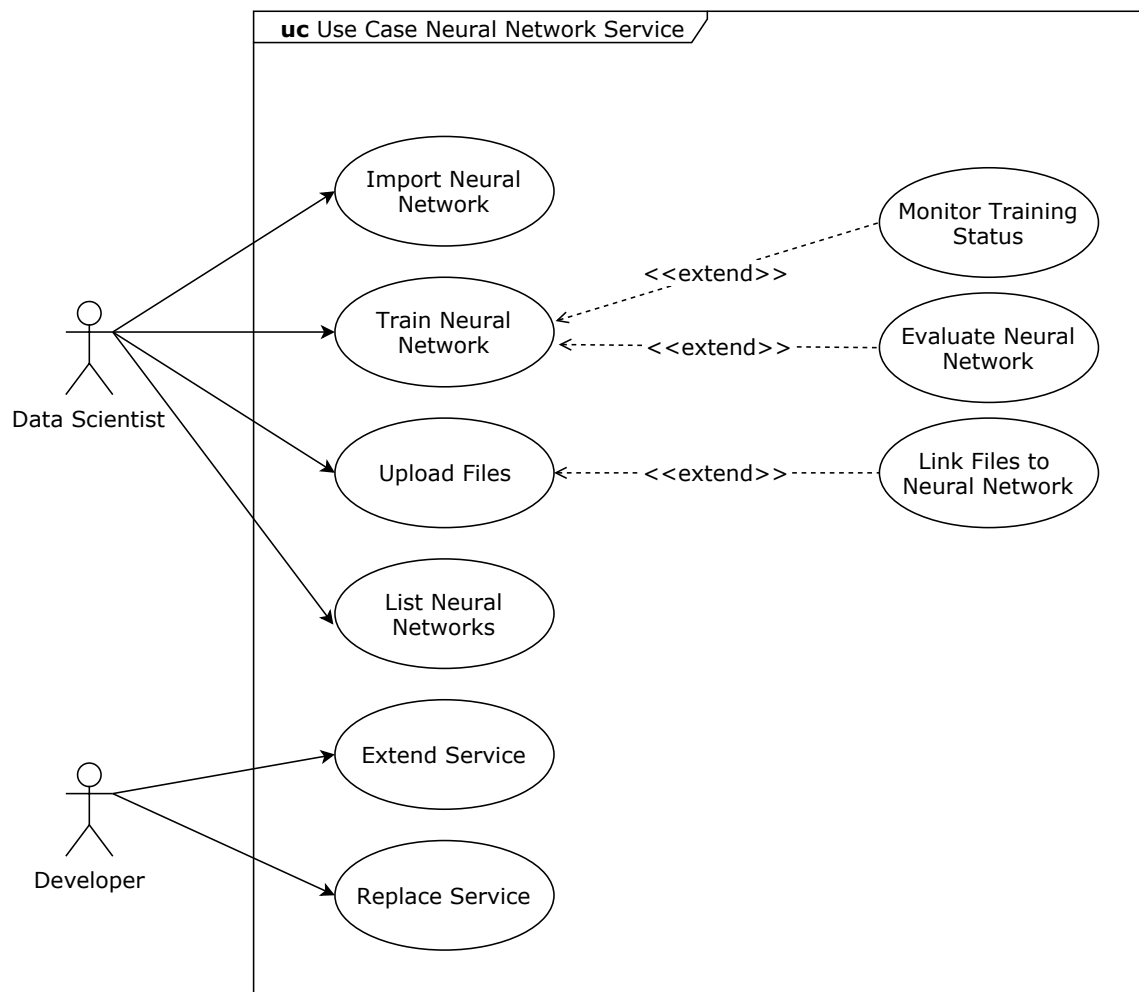 uc Use Case Neural Network Service
Import Neural
Network
Monitor Training
Status
<<extend>>
Train Neural
Network
<<extend>>
Evaluate Neural
Network
Data Scientist
Upload Files
<<extend>>
Link Files to
Neural Network
List Neural
Networks
Extend Service
Developer
Replace Service